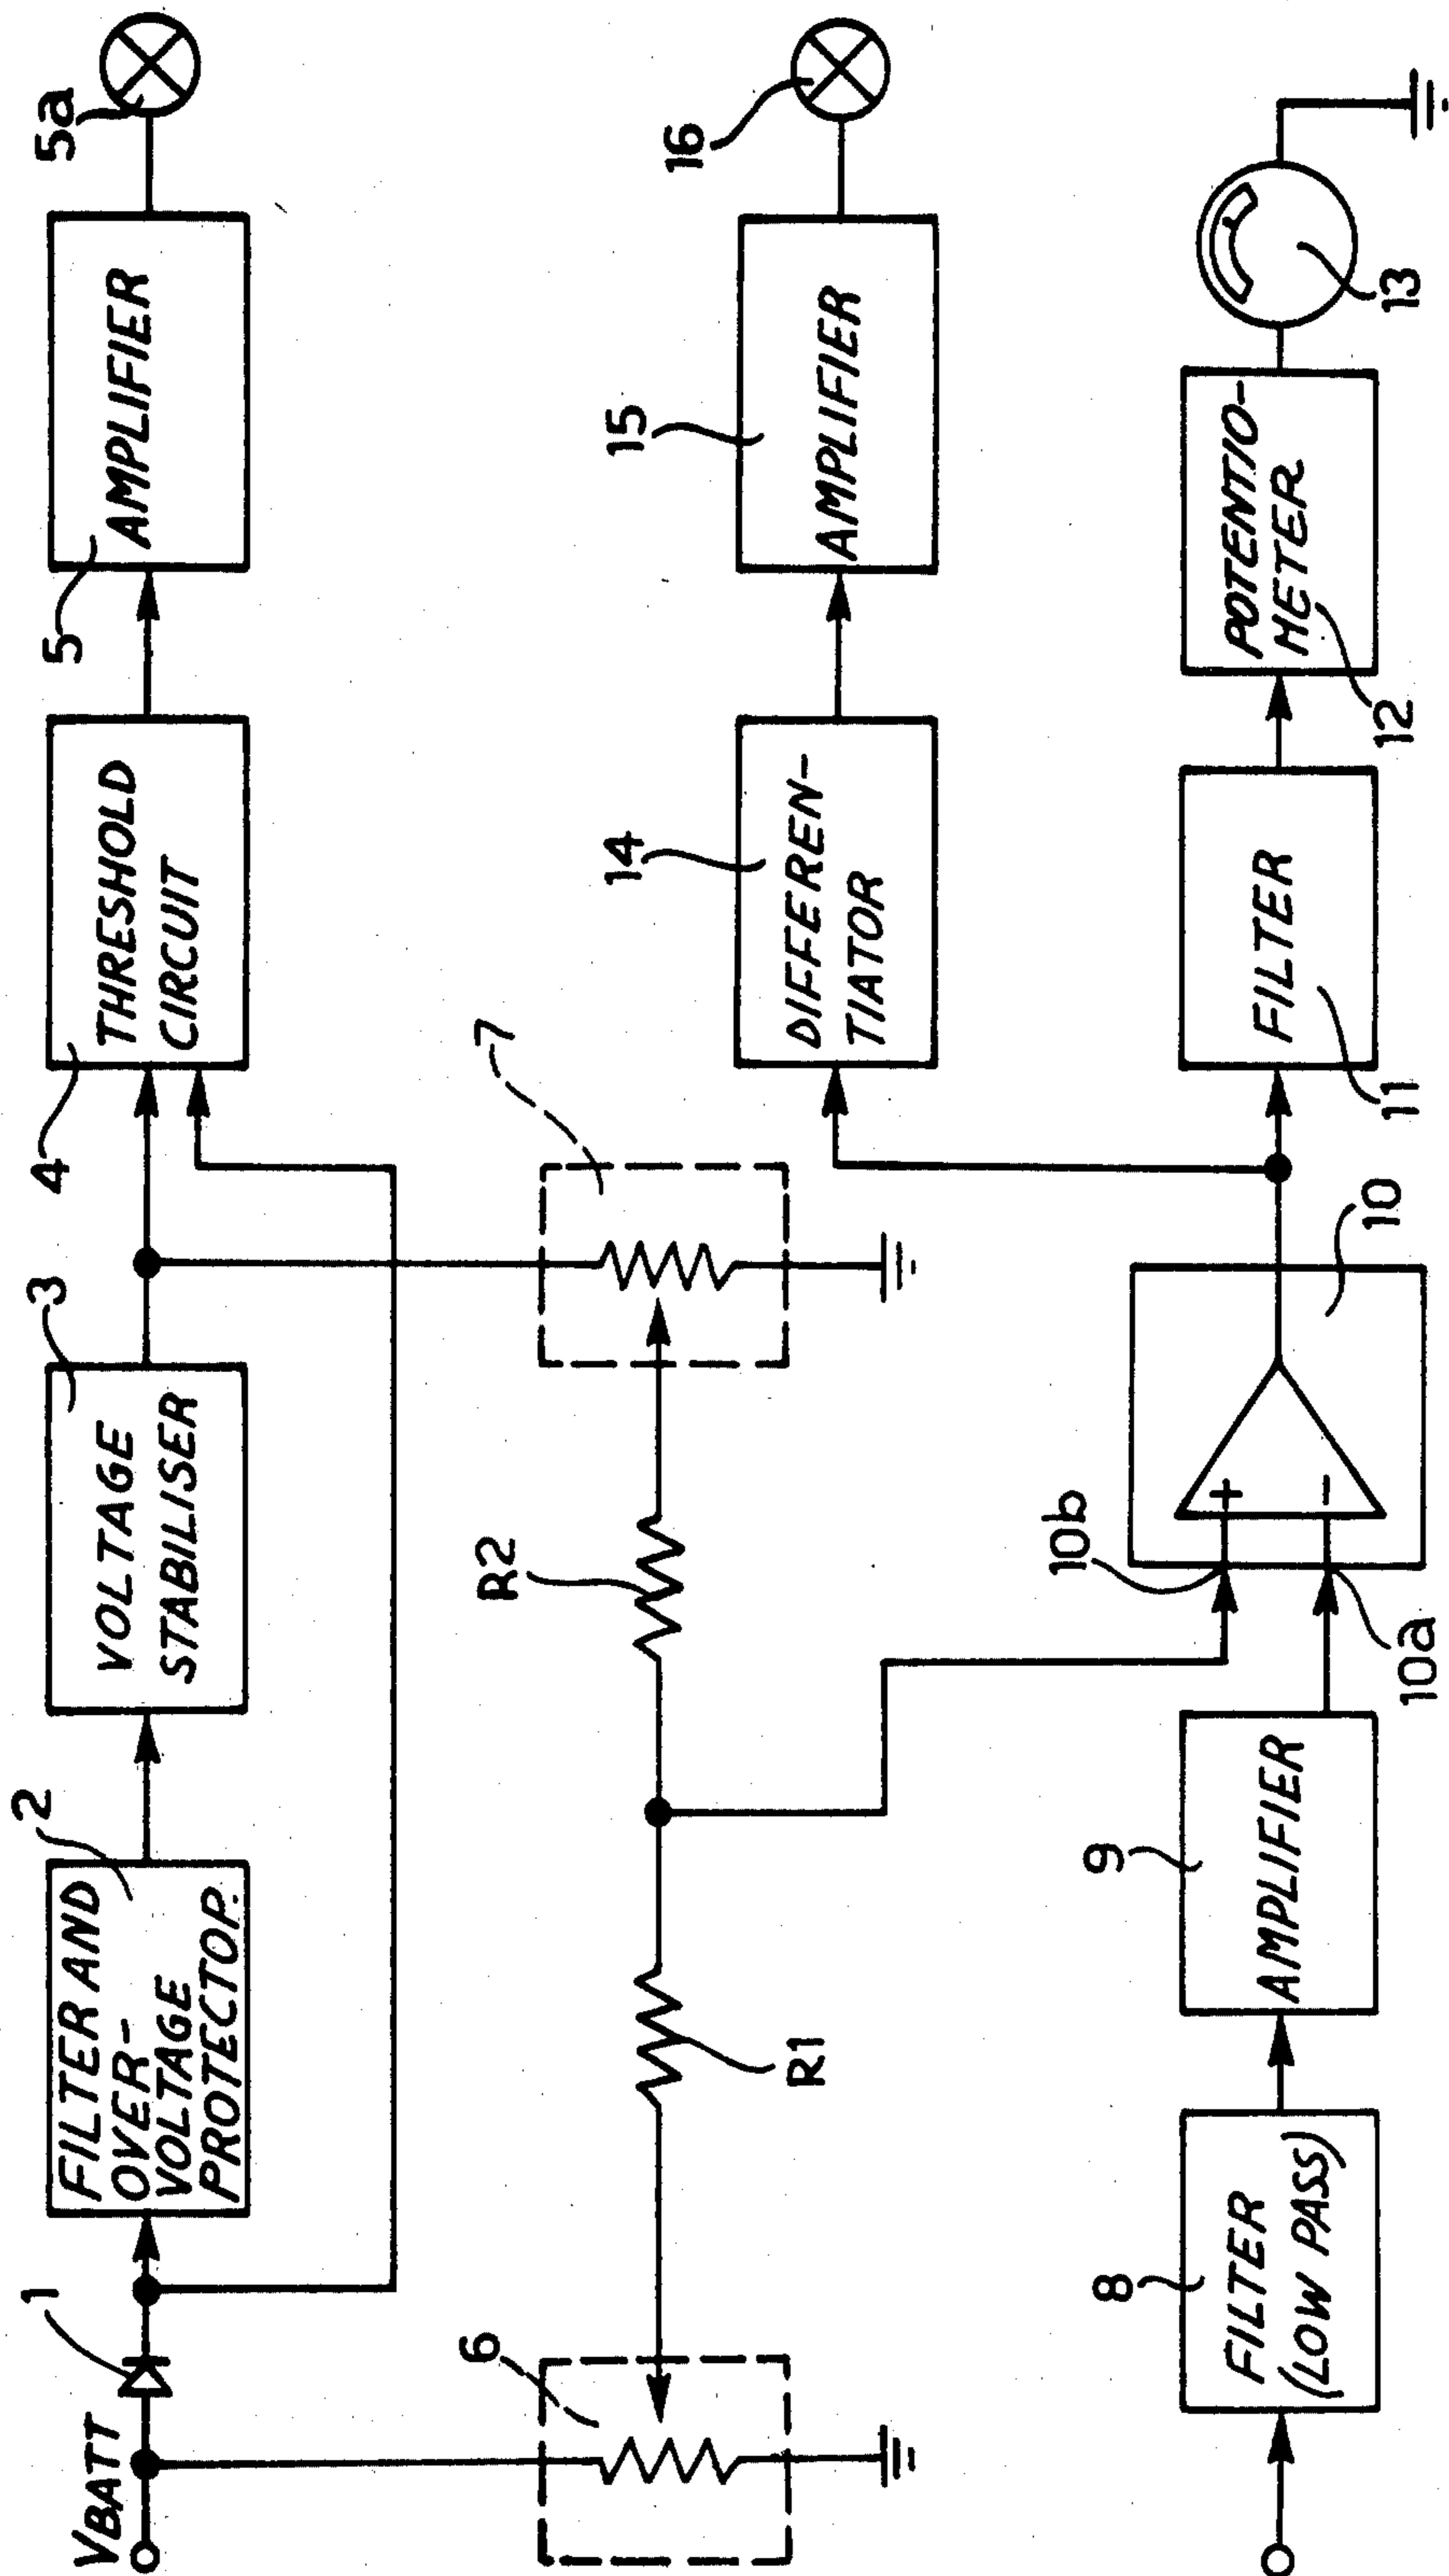 VBATT
1
FILTER AND
OVER-
VOLTAGE
PROTECTOR.
2
VOLTAGE
STABILISER
3
THRESHOLD
CIRCUIT
4
AMPLIFIER
5
5a
6
R1
R2
7
DIFFEREN-
TIATOR
14
AMPLIFIER
15
16
FILTER
(LOW PASS)
8
AMPLIFIER
9
10b
+
-
10a
10
FILTER
11
POTENTIO-
METER
12
13